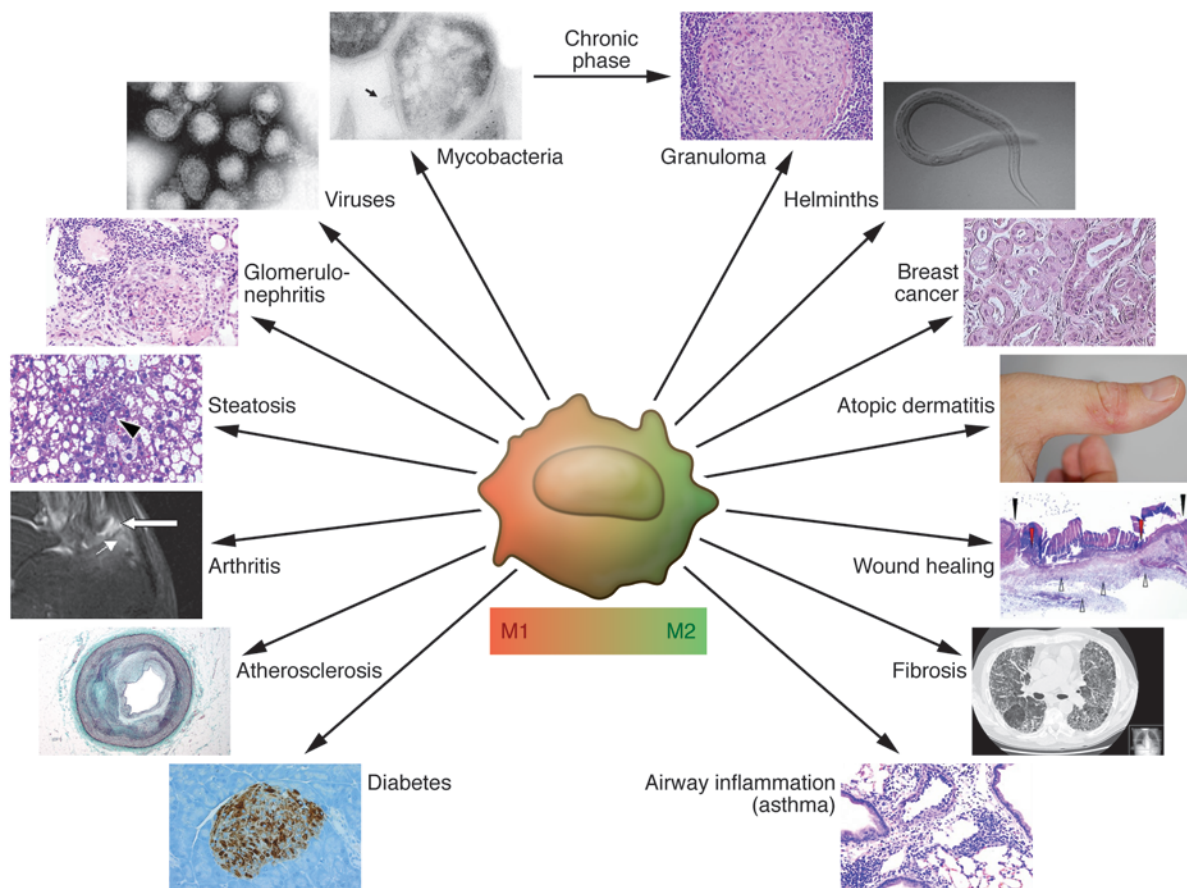 Chronic
phase
Mycobacteria
Granuloma
Viruses
Helminths
Glomerulo-
nephritis
Breast
cancer
Steatosis
Atopic dermatitis
Arthritis
Wound healing
M1
M2
Atherosclerosis
Fibrosis
Diabetes
Airway inflammation
(asthma)